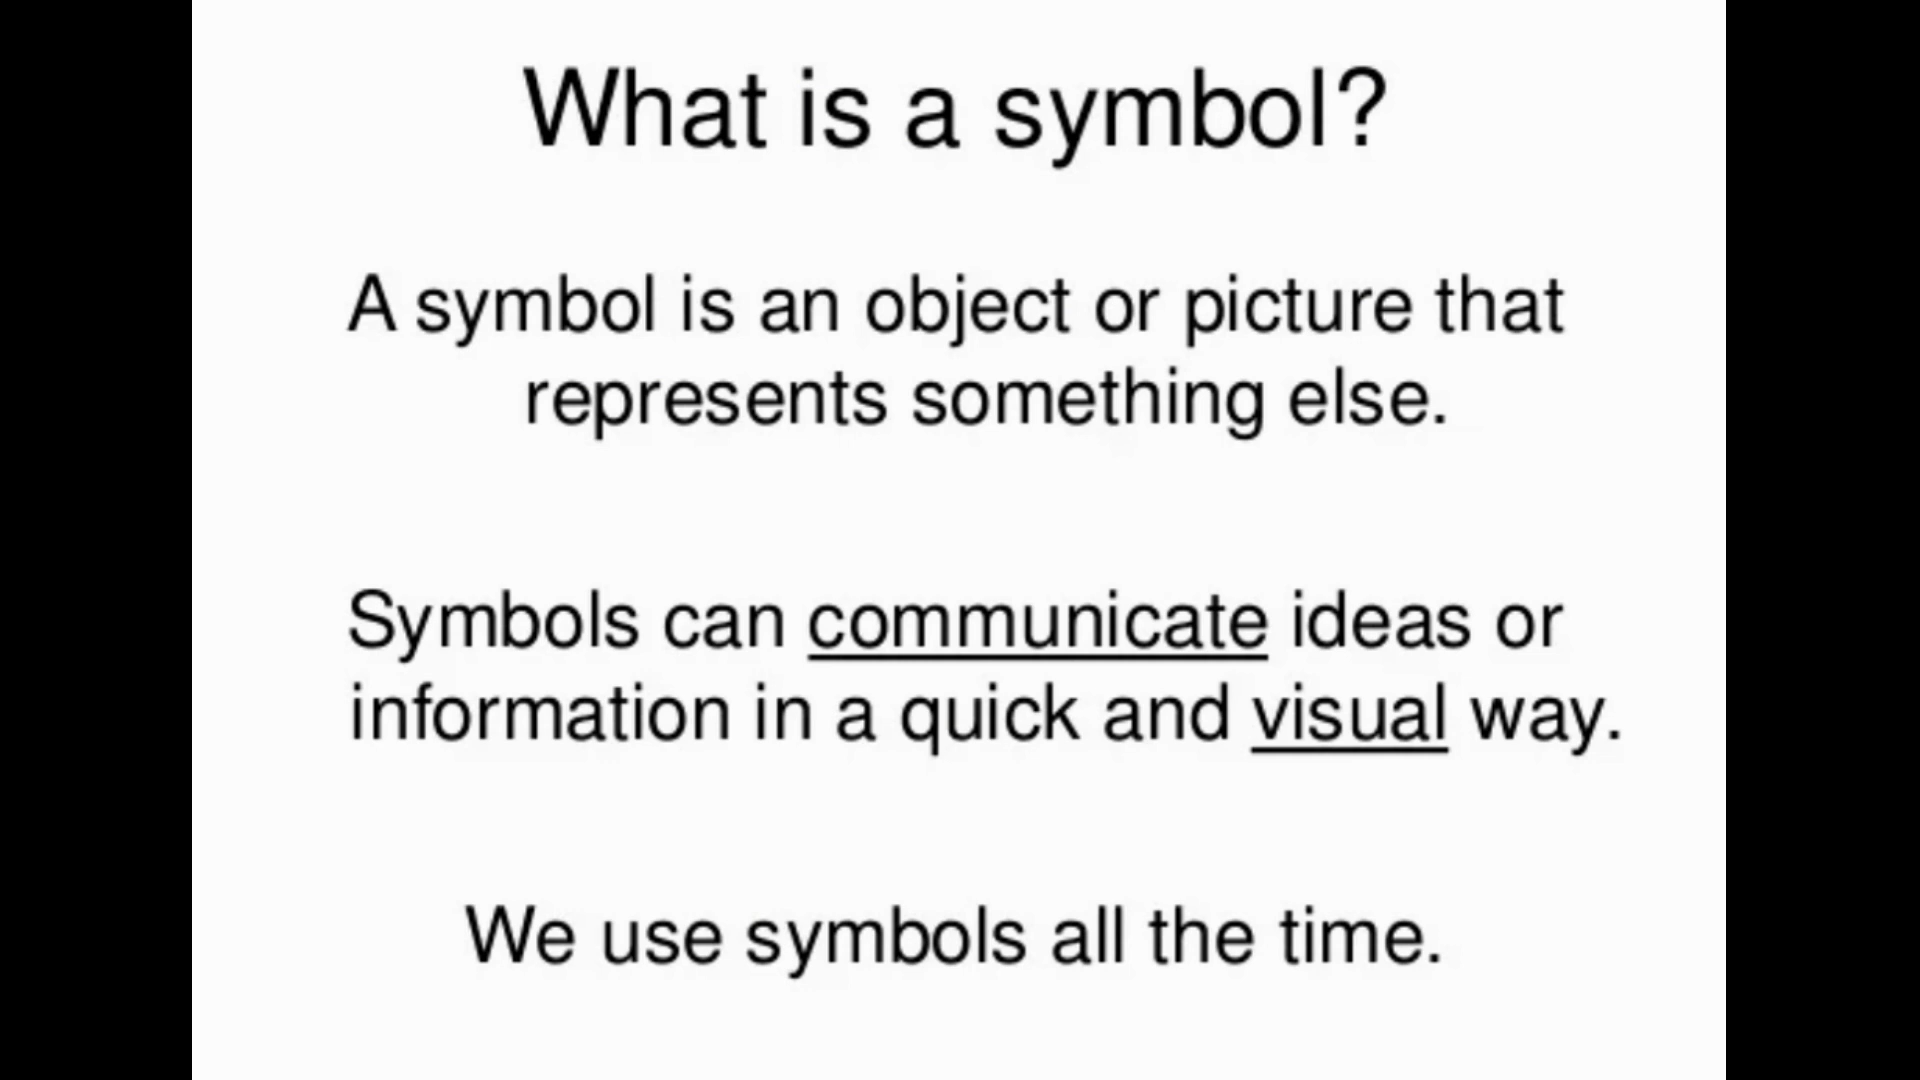 What is a symbol?
A symbol is an object or picture that
represents something else.
Symbols can communicate ideas or
information in a quick and visual way.
We use symbols all the time.